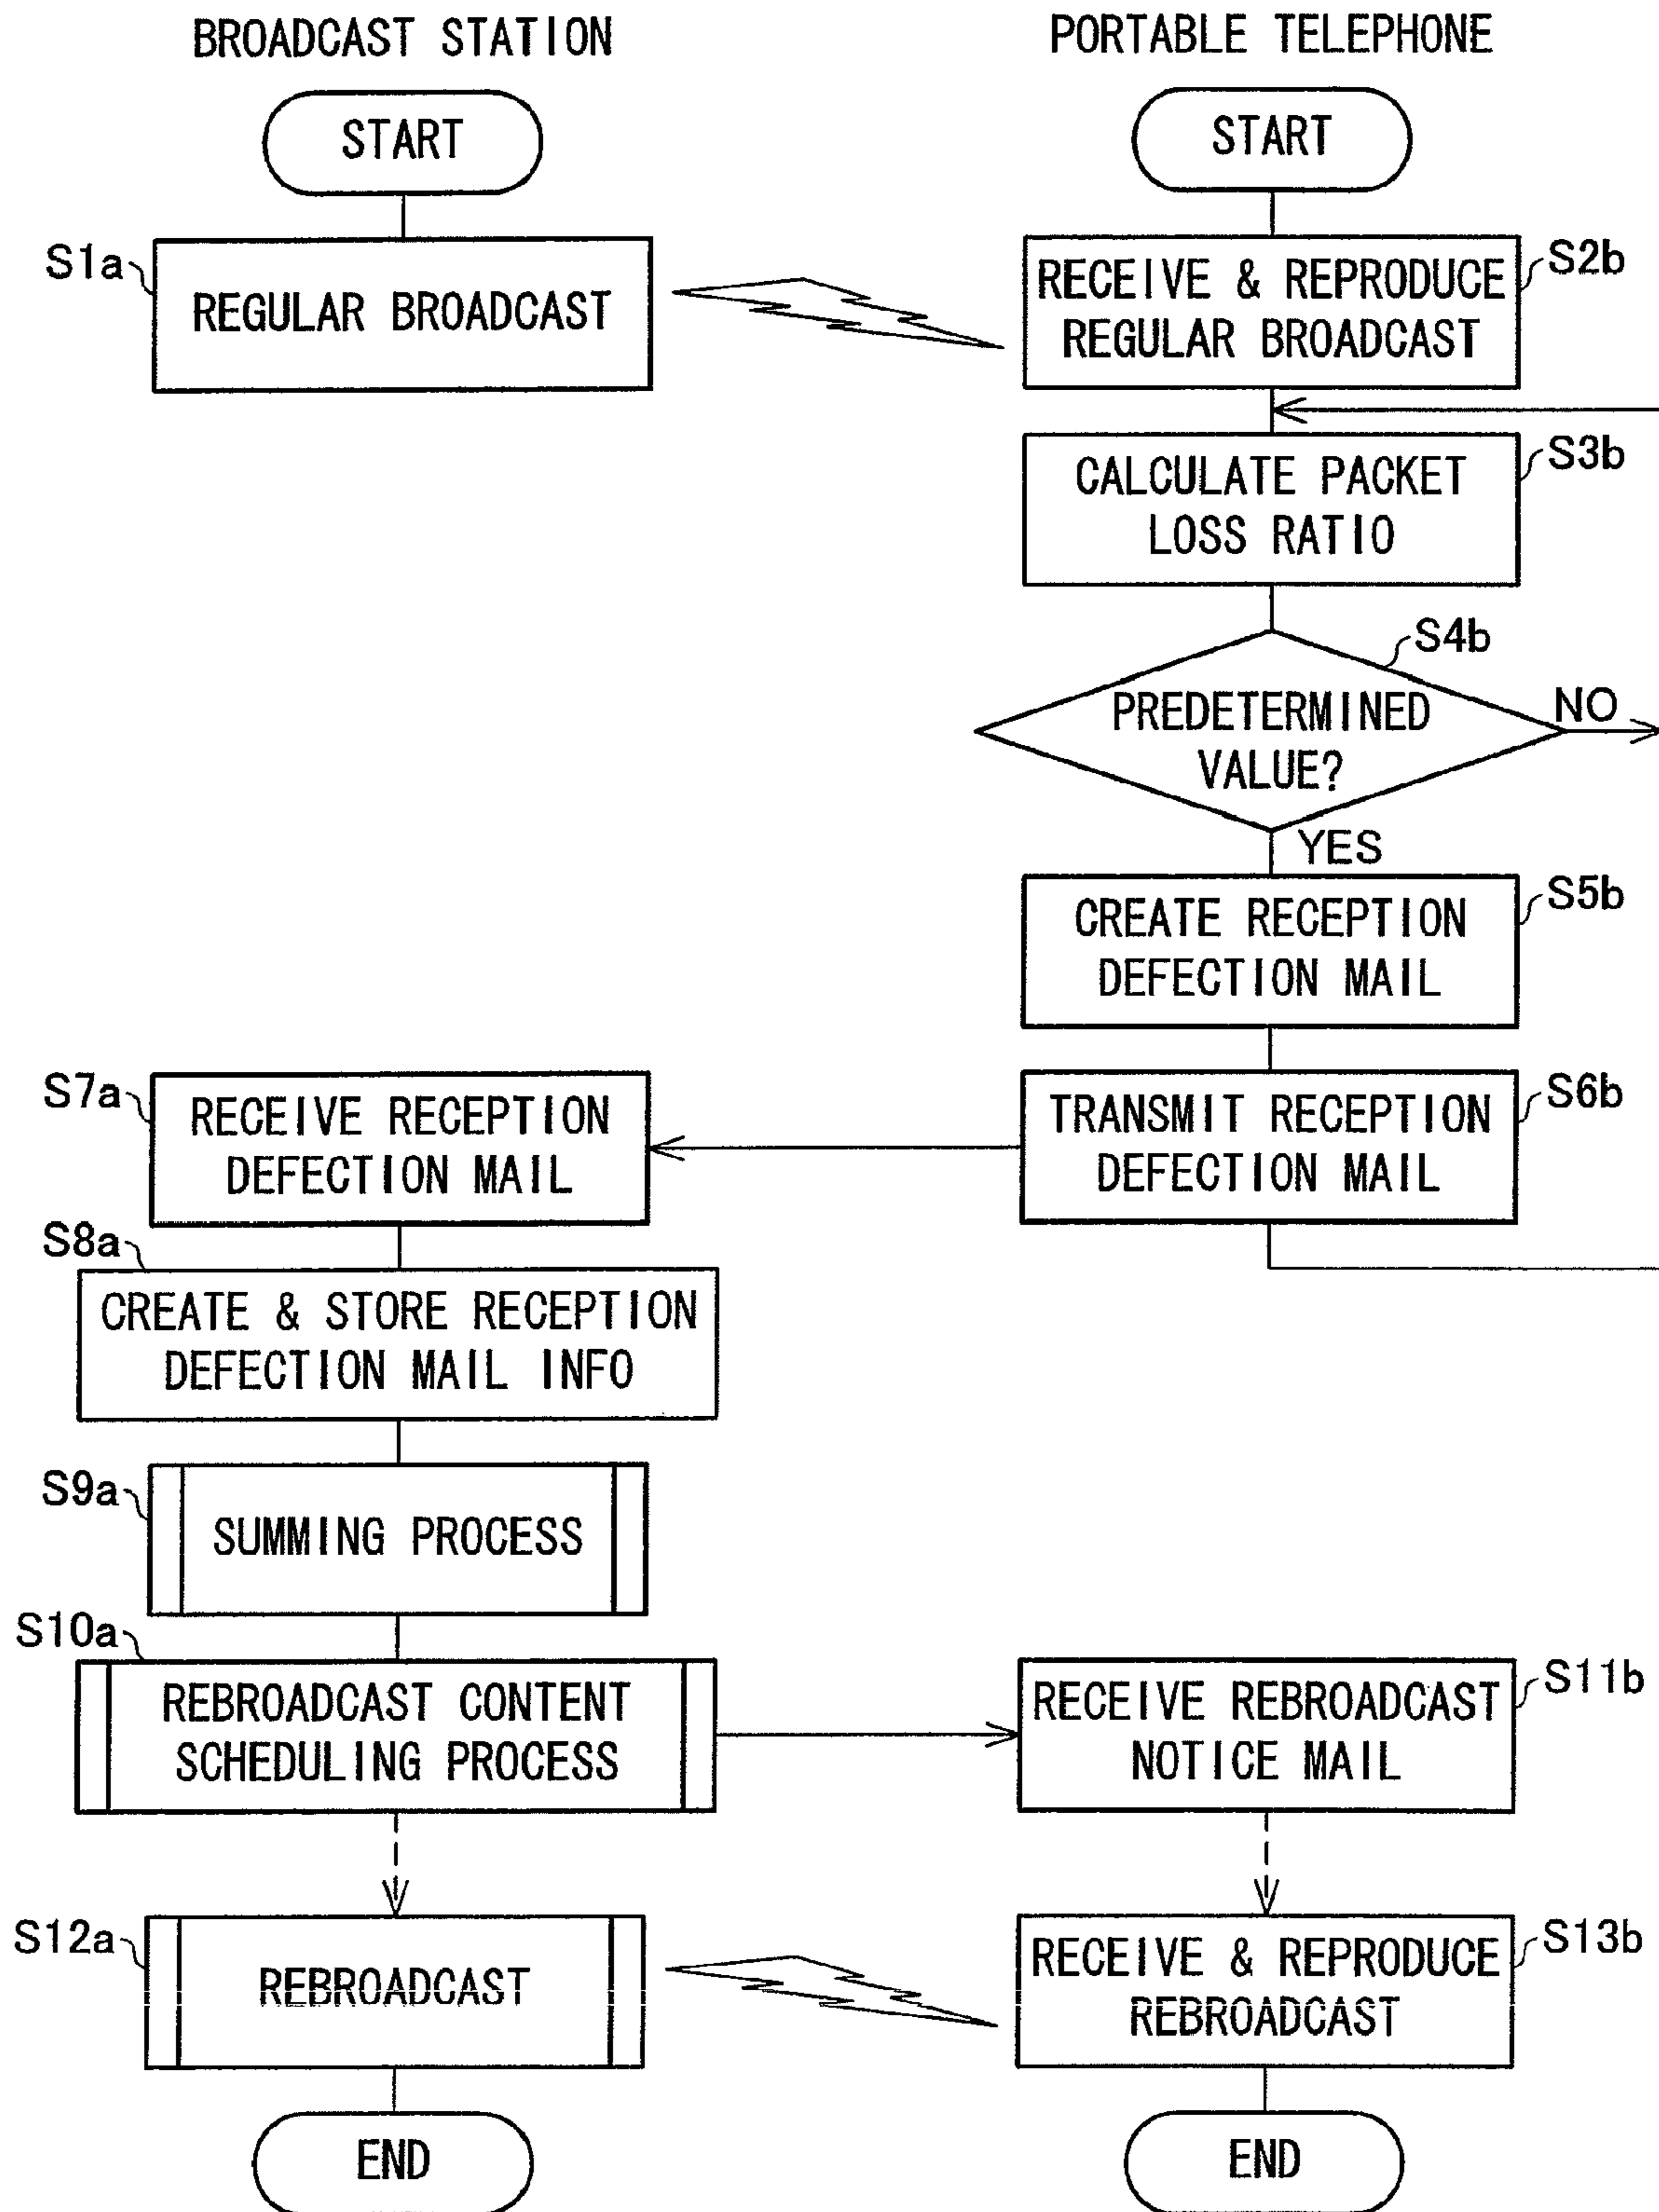 BROADCAST STATION
PORTABLE TELEPHONE
START
START
S1a
REGULAR BROADCAST
S2b
RECEIVE & REPRODUCE
REGULAR BROADCAST
S3b
CALCULATE PACKET
LOSS RATIO
S4b
PREDETERMINED
VALUE?
NO
YES
S5b
CREATE RECEPTION
DEFECTION MAIL
S6b
TRANSMIT RECEPTION
DEFECTION MAIL
S7a
RECEIVE RECEPTION
DEFECTION MAIL
S8a
CREATE & STORE RECEPTION
DEFECTION MAIL INFO
S9a
SUMMING PROCESS
S10a
REBROADCAST CONTENT
SCHEDULING PROCESS
S11b
RECEIVE REBROADCAST
NOTICE MAIL
S12a
REBROADCAST
S13b
RECEIVE & REPRODUCE
REBROADCAST
END
END